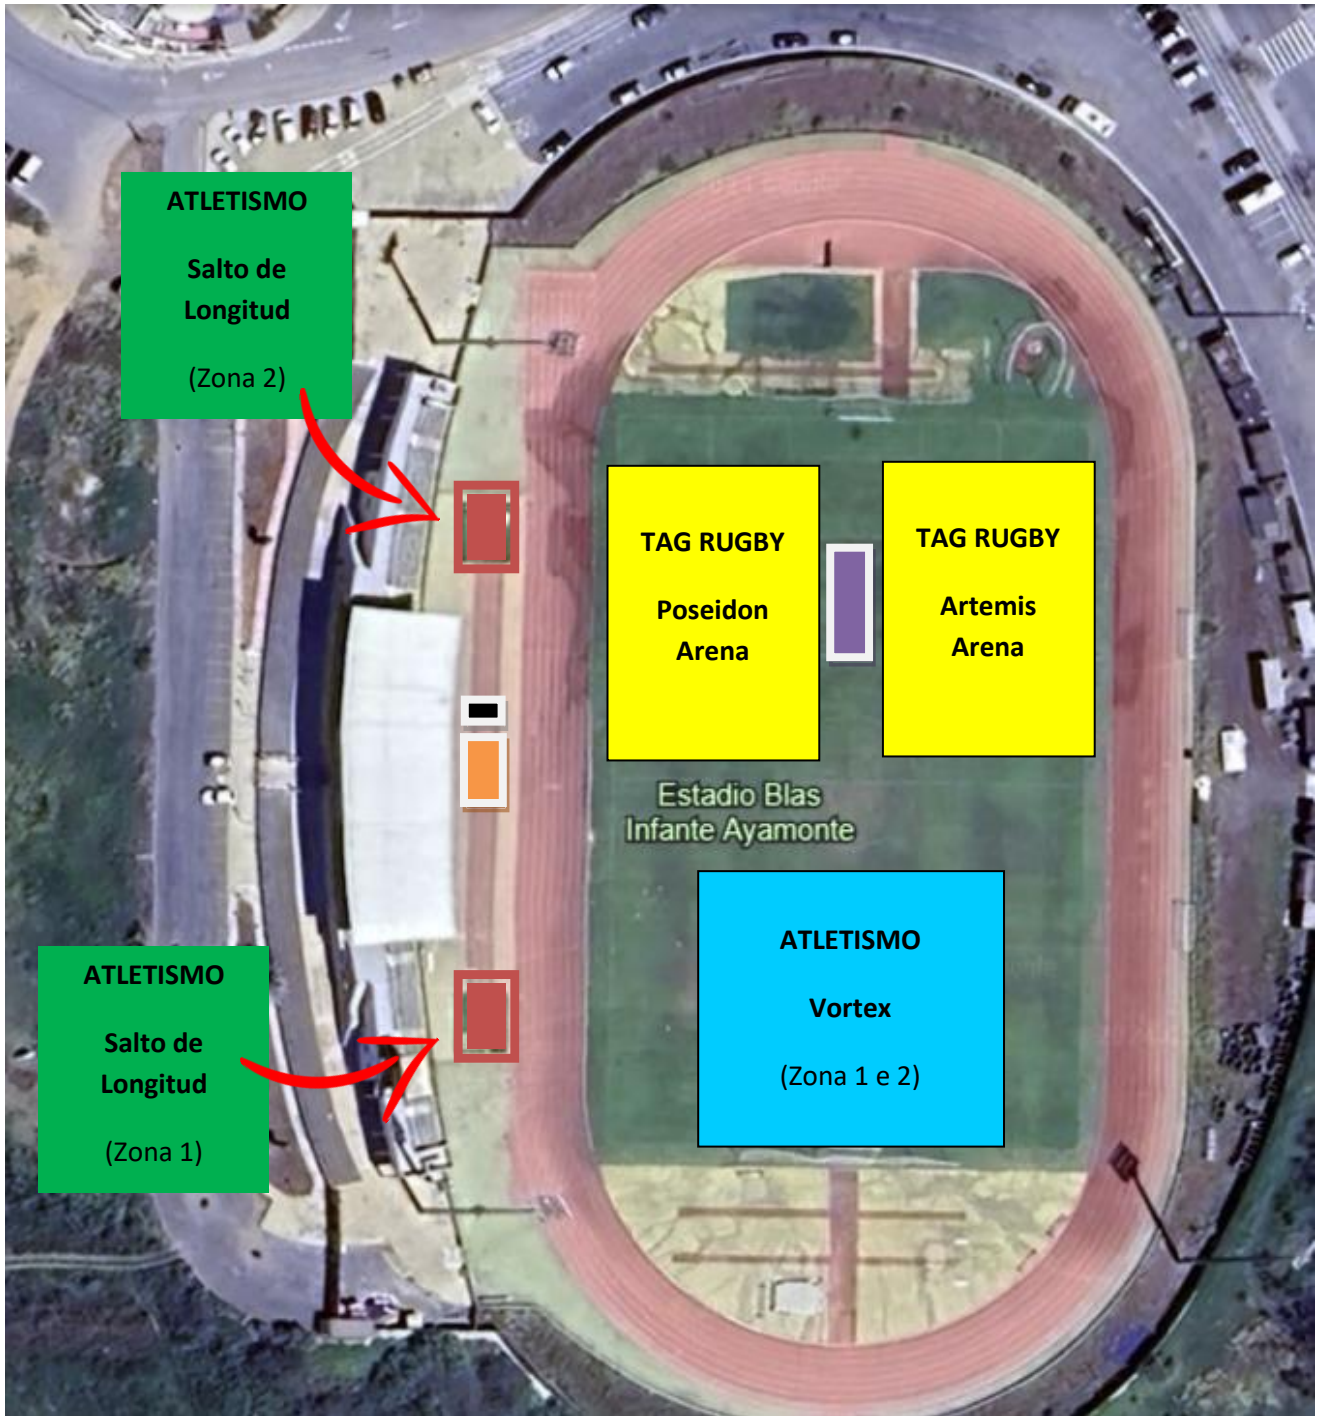 ATLETISMO
Salto de
Longitud
(Zona 2)
TAG RUGBY
Poseidon
Arena
TAG RUGBY
Artemis
Arena
Estadio Blas
Infante Ayamonte
ATLETISMO
Vortex
(Zona 1 e 2)
ATLETISMO
Salto de
Longitud
(Zona 1)